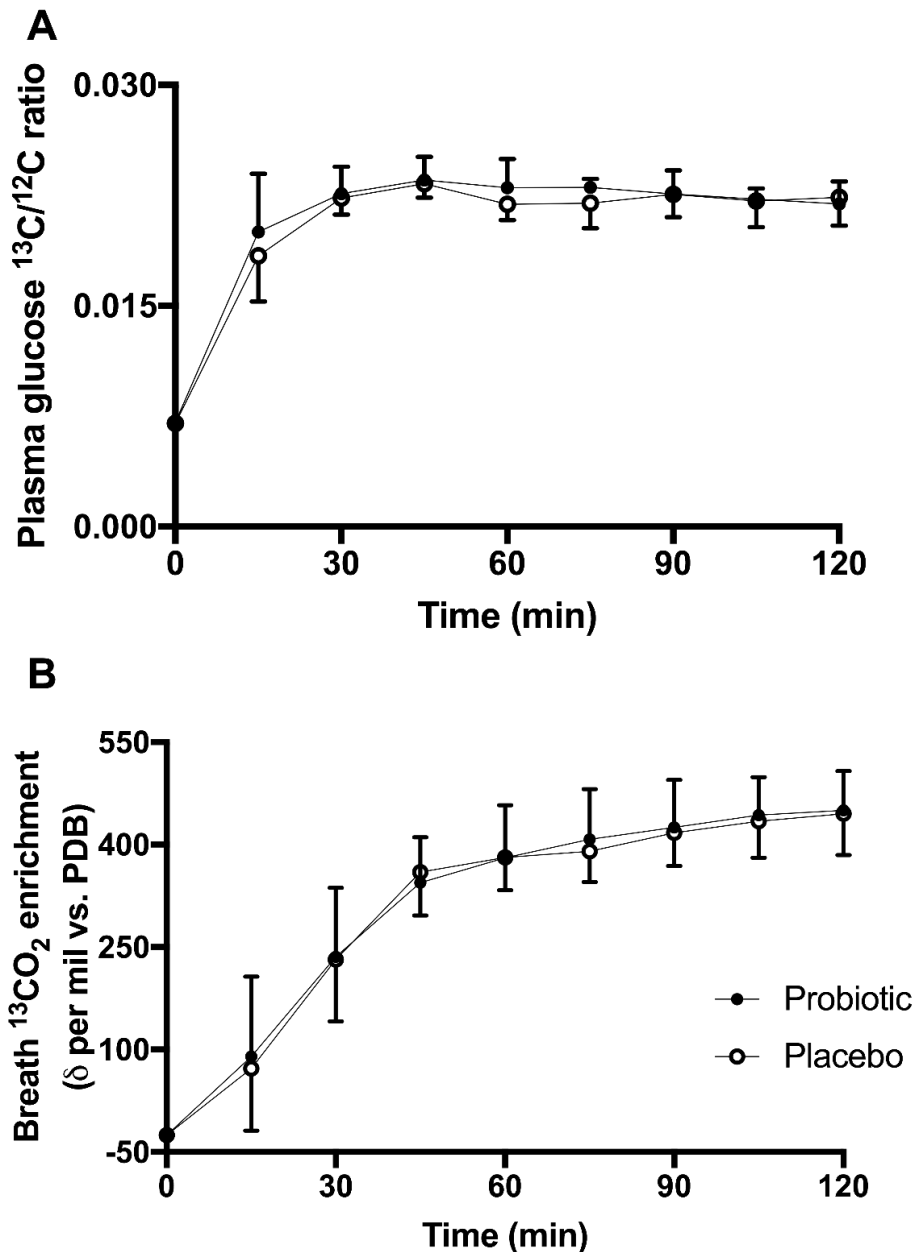 A
Plasma glucose ¹³C/¹²C ratio
0.030
0.015
0.000
0 30 60 90 120
Time (min)
B
Breath ¹³CO₂ enrichment
(δ per mil vs. PDB)
550
400
250
100
-50
Probiotic
Placebo
0 30 60 90 120
Time (min)